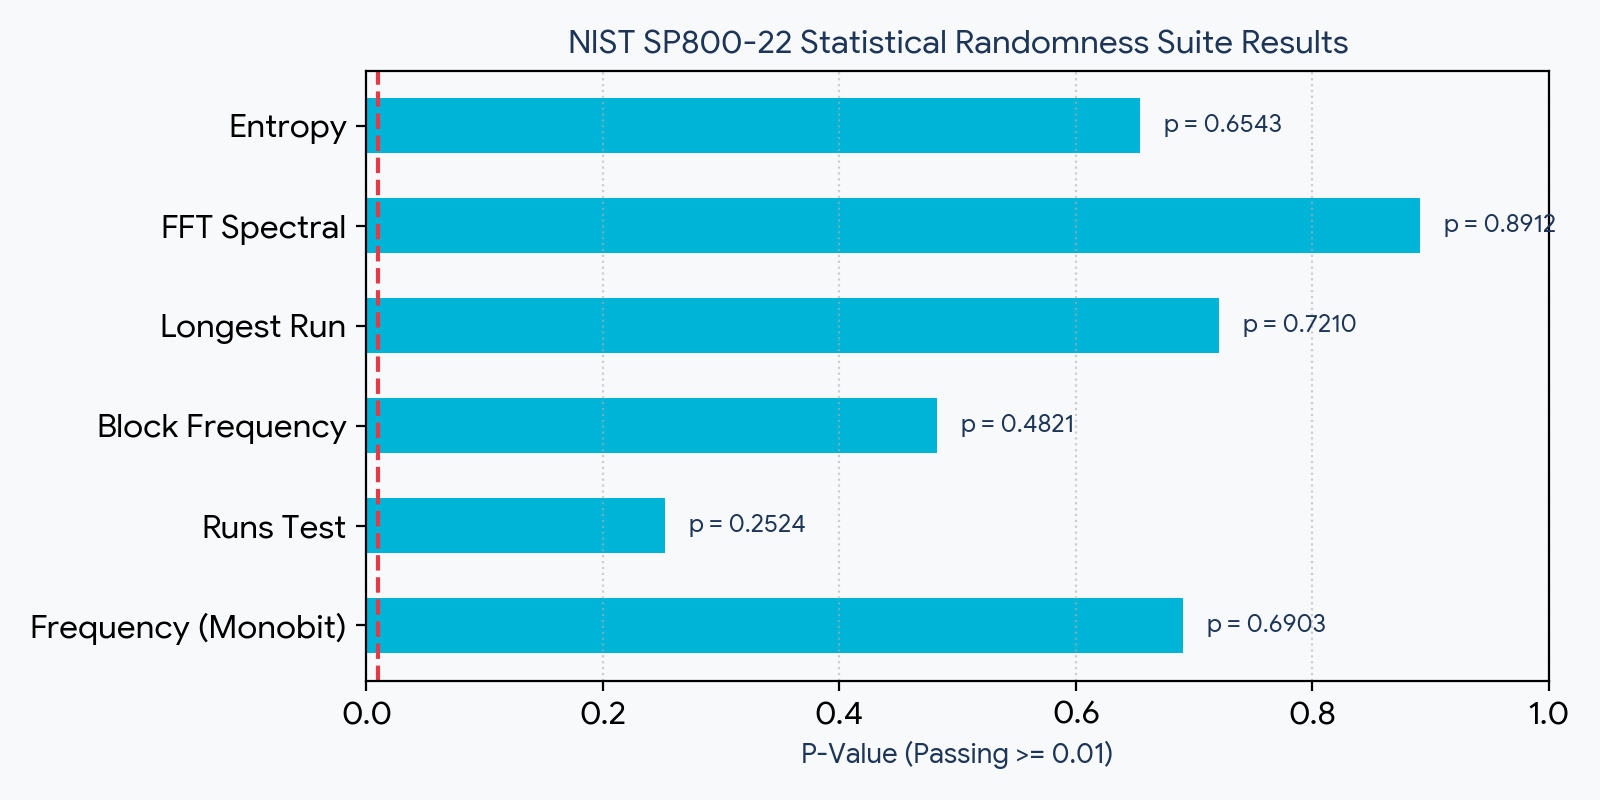 NIST SP800-22 Statistical Randomness Suite Results
Entropy
p = 0.6543
FFT Spectral
p = 0.8912
Longest Run
p = 0.7210
Block Frequency
p = 0.4821
Runs Test
p = 0.2524
Frequency (Monobit)
p = 0.6903
0.0 0.2 0.4 0.6 0.8 1.0
P-Value (Passing >= 0.01)